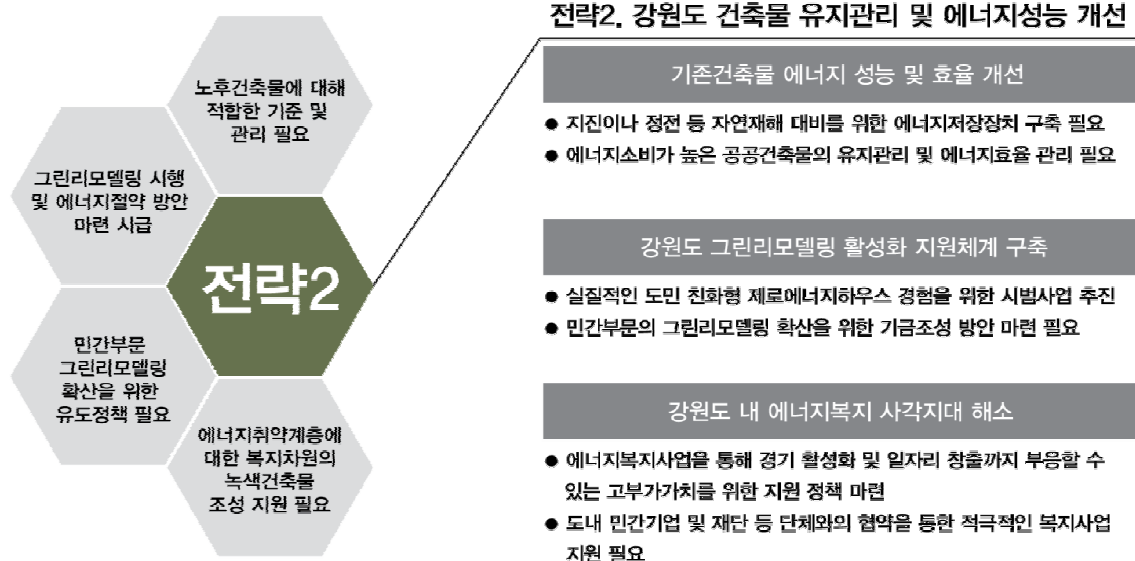 전략2. 강원도 건축물 유지관리 및 에너지성능 개선
노후건축물에 대해
적합한 기준 및
관리 필요
그린리모델링 시행
및 에너지절약 방안
마련 시급
전략2
민간부문
그린리모델링
확산을 위한
유도정책 필요
에너지취약계층에
대한 복지차원의
녹색건축물
조성 지원 필요
기존건축물 에너지 성능 및 효율 개선
● 지진이나 정전 등 자연재해 대비를 위한 에너지저장장치 구축 필요
● 에너지소비가 높은 공공건축물의 유지관리 및 에너지효율 관리 필요
강원도 그린리모델링 활성화 지원체계 구축
● 실질적인 도민 친화형 제로에너지하우스 경험을 위한 시범사업 추진
● 민간부문의 그린리모델링 확산을 위한 기금조성 방안 마련 필요
강원도 내 에너지복지 사각지대 해소
● 에너지복지사업을 통해 경기 활성화 및 일자리 창출까지 부응할 수
있는 고부가가치를 위한 지원 정책 마련
● 도내 민간기업 및 재단 등 단체와의 협약을 통한 적극적인 복지사업
지원 필요